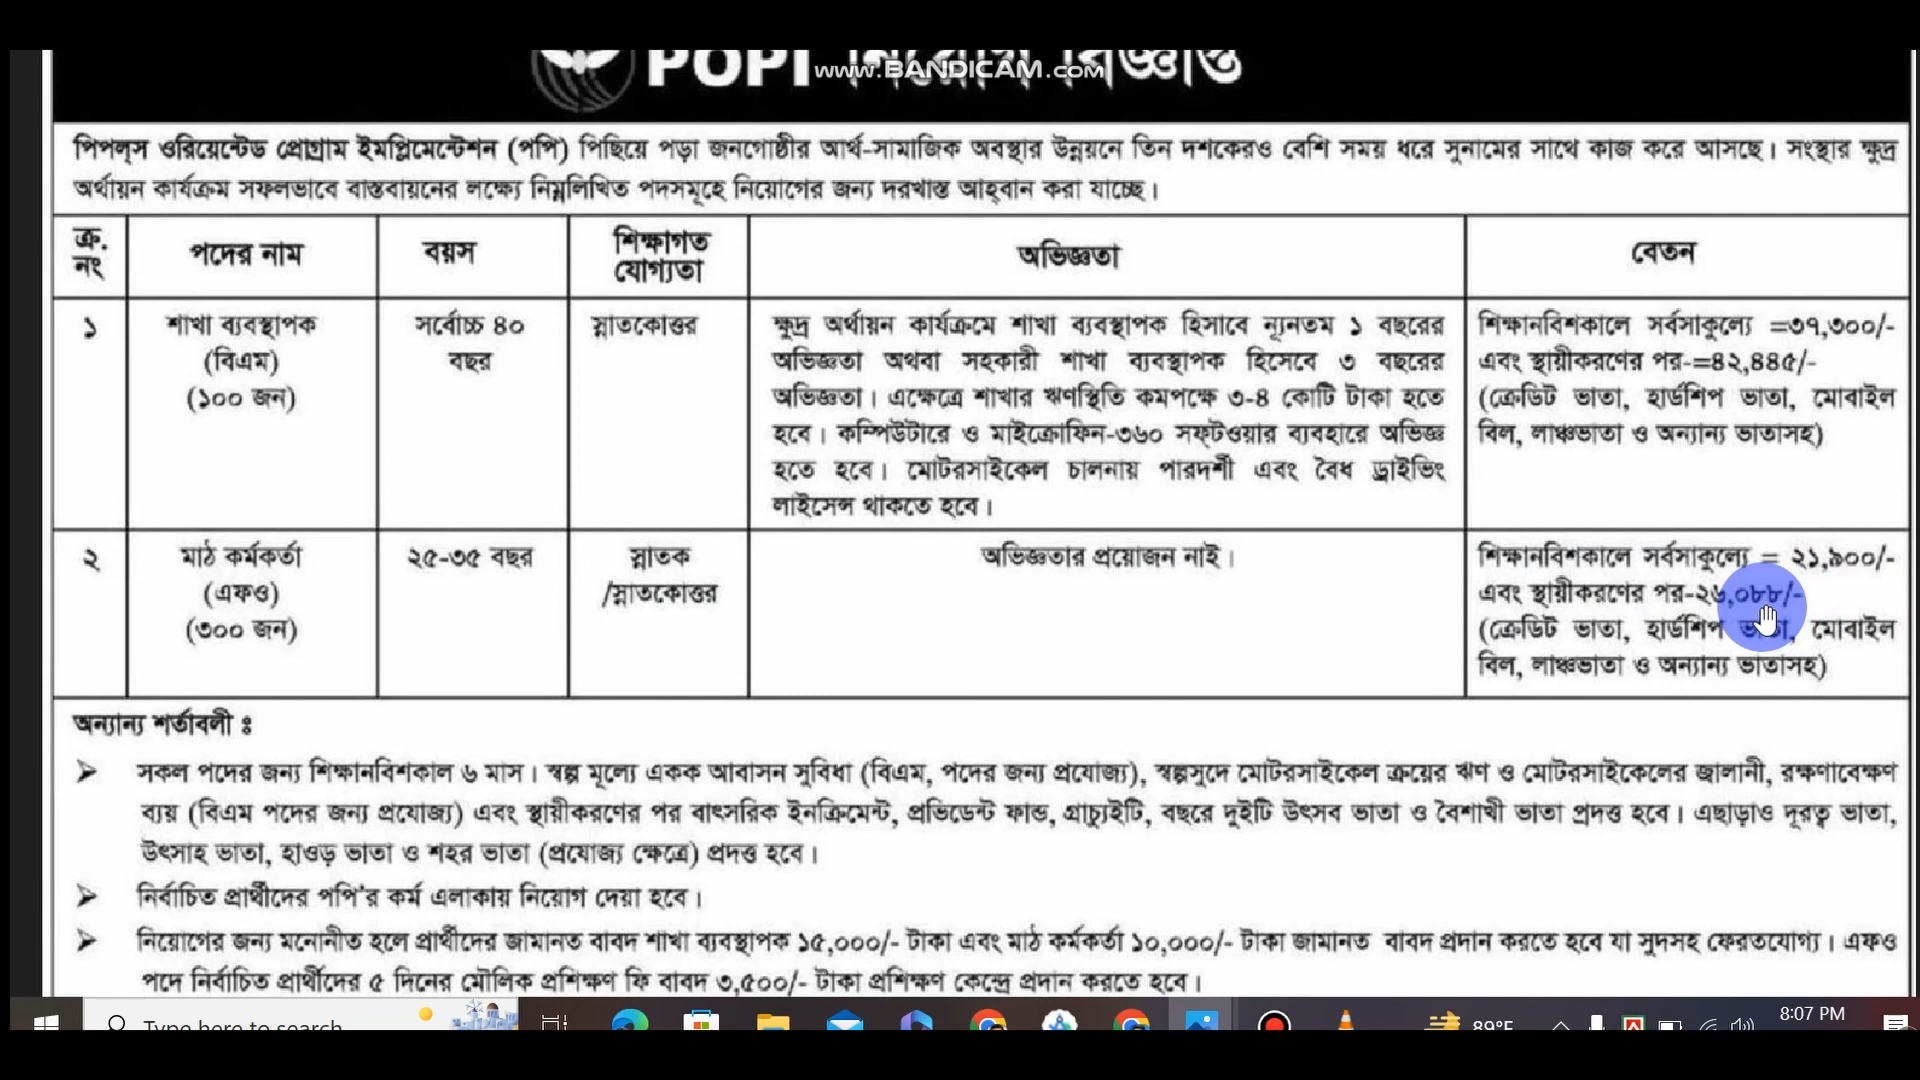 POPI নিয়োগ বিজ্ঞপ্তি
www.BANDICAM.com
পিপল্স ওরিয়েন্টেড প্রোগ্রাম ইমপ্লিমেন্টেশন (পপি) পিছিয়ে পড়া জনগোষ্ঠীর আর্থ-সামাজিক অবস্থার উন্নয়নে তিন দশকেরও বেশি সময় ধরে সুনামের সাথে কাজ করে আসছে। সংস্থার ক্ষুদ্র
অর্থায়ন কার্যক্রম সফলভাবে বাস্তবায়নের লক্ষ্যে নিম্নলিখিত পদসমূহে নিয়োগের জন্য দরখাস্ত আহ্বান করা যাচ্ছে।
ক্র. নং
পদের নাম
বয়স
শিক্ষাগত যোগ্যতা
অভিজ্ঞতা
বেতন
১
শাখা ব্যবস্থাপক
(বিএম)
(১০০ জন)
সর্বোচ্চ ৪০
বছর
স্নাতকোত্তর
ক্ষুদ্র অর্থায়ন কার্যক্রমে শাখা ব্যবস্থাপক হিসাবে ন্যূনতম ১ বছরের
অভিজ্ঞতা অথবা সহকারী শাখা ব্যবস্থাপক হিসেবে ৩ বছরের
অভিজ্ঞতা। এক্ষেত্রে শাখার ঋণস্থিতি কমপক্ষে ৩-৪ কোটি টাকা হতে
হবে। কম্পিউটারে ও মাইক্রোফিন-৩৬০ সফ্টওয়ার ব্যবহারে অভিজ্ঞ
হতে হবে। মোটরসাইকেল চালনায় পারদর্শী এবং বৈধ ড্রাইভিং
লাইসেন্স থাকতে হবে।
শিক্ষানবিশকালে সর্বসাকুল্যে =৩৭,৩০০/-
এবং স্থায়ীকরণের পর-=৪২,৪৪৫/-
(ক্রেডিট ভাতা, হার্ডশিপ ভাতা, মোবাইল
বিল, লাঞ্চভাতা ও অন্যান্য ভাতাসহ)
২
মাঠ কর্মকর্তা
(এফও)
(৩০০ জন)
২৫-৩৫ বছর
স্নাতক
/স্নাতকোত্তর
অভিজ্ঞতার প্রয়োজন নাই।
শিক্ষানবিশকালে সর্বসাকুল্যে = ২১,৯০০/-
এবং স্থায়ীকরণের পর-২৬,০৮৮/-
(ক্রেডিট ভাতা, হার্ডশিপ ভাতা, মোবাইল
বিল, লাঞ্চভাতা ও অন্যান্য ভাতাসহ)
অন্যান্য শর্তাবলী ঃ
➢ সকল পদের জন্য শিক্ষানবিশকাল ৬ মাস। স্বল্প মূল্যে একক আবাসন সুবিধা (বিএম, পদের জন্য প্রযোজ্য), স্বল্পসুদে মোটরসাইকেল ক্রয়ের ঋণ ও মোটরসাইকেলের জ্বালানী, রক্ষণাবেক্ষণ
ব্যয় (বিএম পদের জন্য প্রযোজ্য) এবং স্থায়ীকরণের পর বাৎসরিক ইনক্রিমেন্ট, প্রভিডেন্ট ফান্ড, গ্রাচ্যুইটি, বছরে দুইটি উৎসব ভাতা ও বৈশাখী ভাতা প্রদত্ত হবে। এছাড়াও দূরত্ব ভাতা,
উৎসাহ ভাতা, হাওড় ভাতা ও শহর ভাতা (প্রযোজ্য ক্ষেত্রে) প্রদত্ত হবে।
➢ নির্বাচিত প্রার্থীদের পপি'র কর্ম এলাকায় নিয়োগ দেয়া হবে।
➢ নিয়োগের জন্য মনোনীত হলে প্রার্থীদের জামানত বাবদ শাখা ব্যবস্থাপক ১৫,০০০/- টাকা এবং মাঠ কর্মকর্তা ১০,০০০/- টাকা জামানত বাবদ প্রদান করতে হবে যা সুদসহ ফেরতযোগ্য। এফও
পদে নির্বাচিত প্রার্থীদের ৫ দিনের মৌলিক প্রশিক্ষণ ফি বাবদ ৩,৫০০/- টাকা প্রশিক্ষণ কেন্দ্রে প্রদান করতে হবে।
Type here to search
89°F
8:07 PM